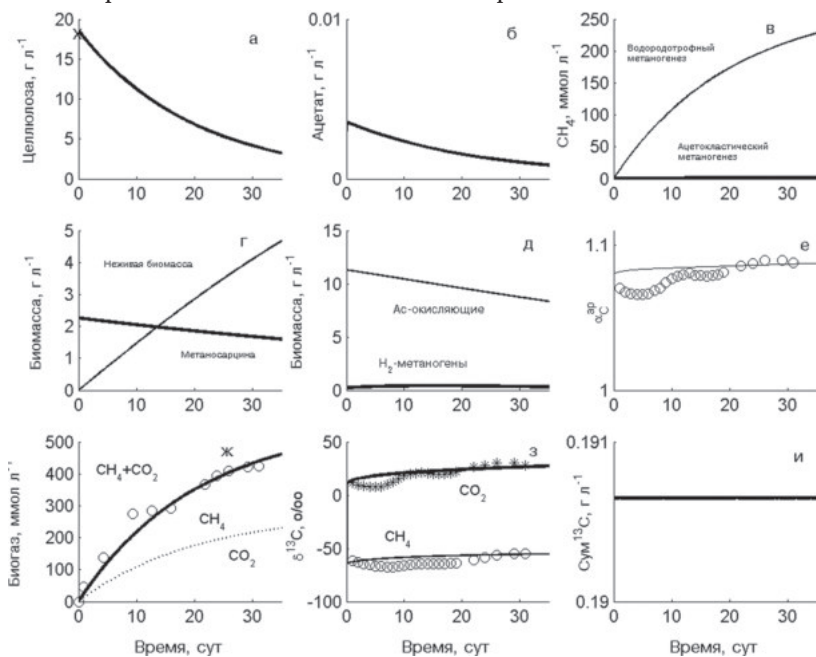 20
15
10
5
0
0 10 20 30
Целлюлоза, г л-1
а
0.01
0
0 10 20 30
Ацетат, г л-1
б
250
200
150
100
50
0
0 10 20 30
CH4, ммол л-1
в
Водородотрофный
метаногенез
Ацетокластический
метаногенез
5
4
3
2
1
0
0 10 20 30
Биомасса, г л-1
г
Неживая биомасса
Метаносарцина
15
10
5
0
0 10 20 30
Биомасса, г л-1
д
Ac-окисляющие
H2-метаногены
1.1
1
0 10 20 30
αC ap
е
500
400
300
200
100
0
0 10 20 30
Биогаз, ммол л-1
ж
CH4+CO2
CH4
CO2
Время, сут
50
0
-50
-100
0 10 20 30
δ13C, o/oo
з
CO2
CH4
Время, сут
0.191
0.19
0 10 20 30
Сум13C, г л-1
и
Время, сут